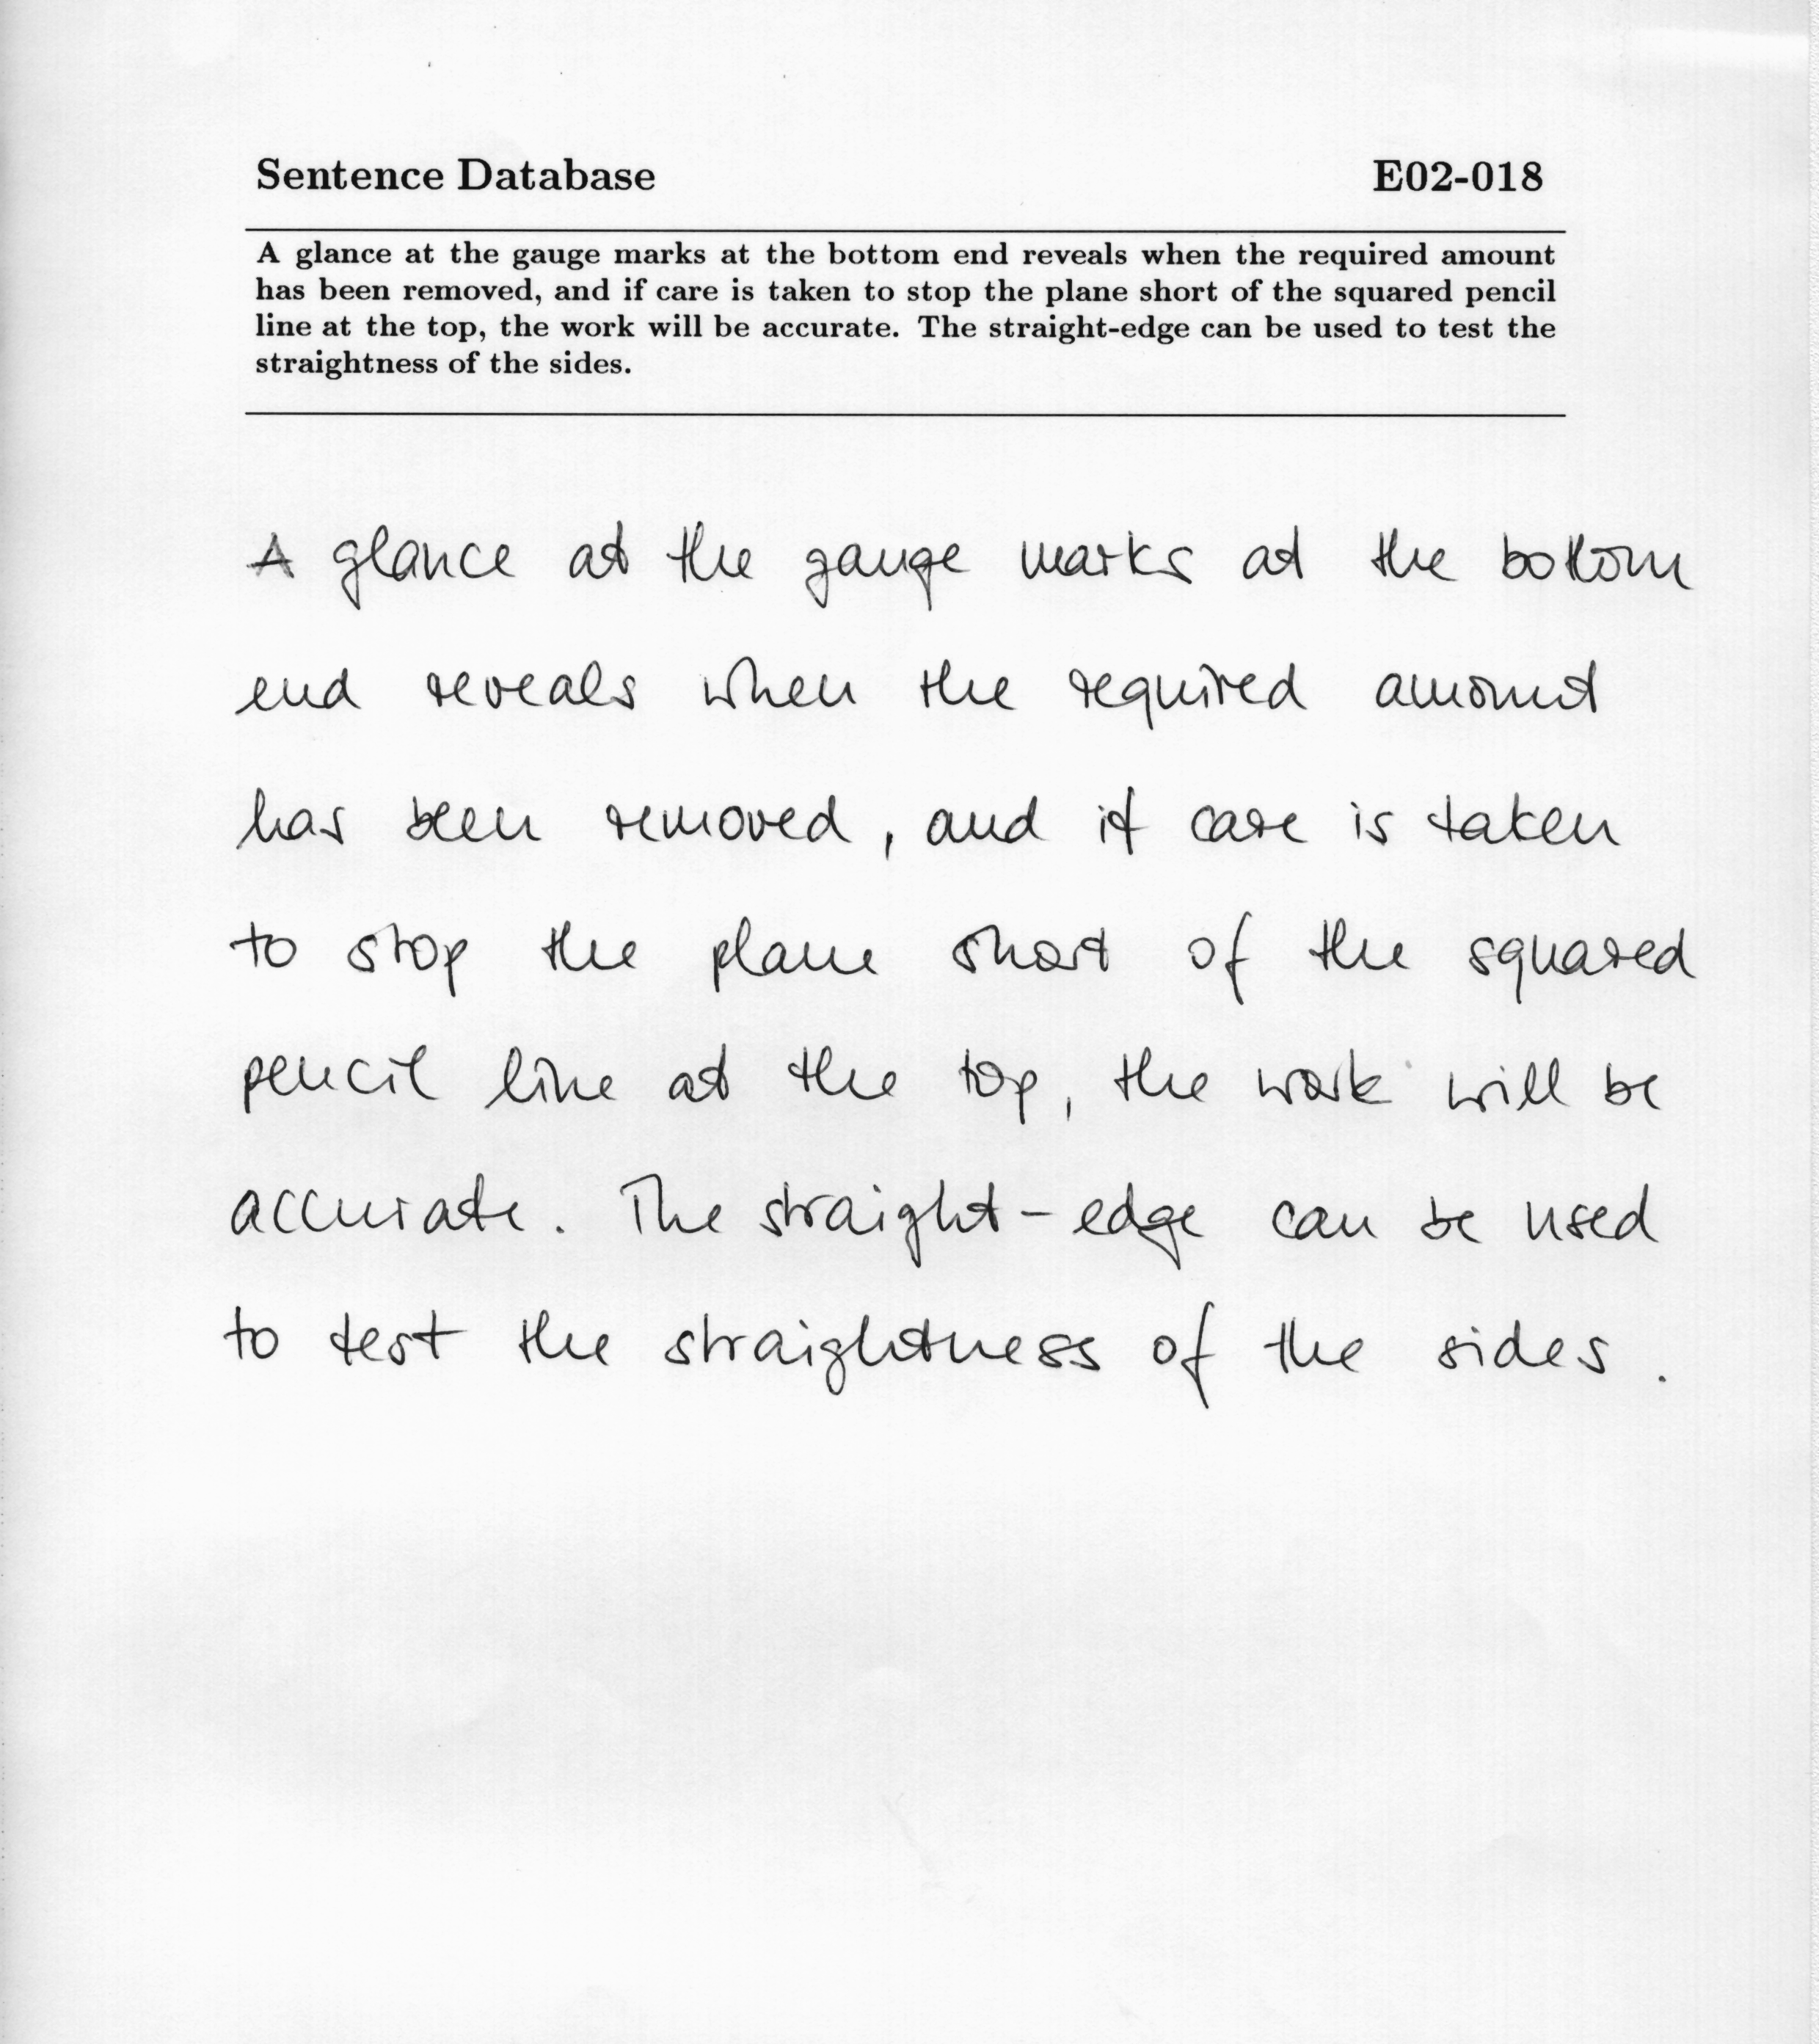 Sentence Database E02-018
A glance at the gauge marks at the bottom end reveals when the required amount
has been removed, and if care is taken to stop the plane short of the squared pencil
line at the top, the work will be accurate. The straight-edge can be used to test the
straightness of the sides.
A glance at the gauge marks at the bottom
end reveals when the required amount
has been removed, and if care is taken
to stop the plane short of the squared
pencil line at the top, the work will be
accurate. The straight-edge can be used
to test the straightness of the sides.